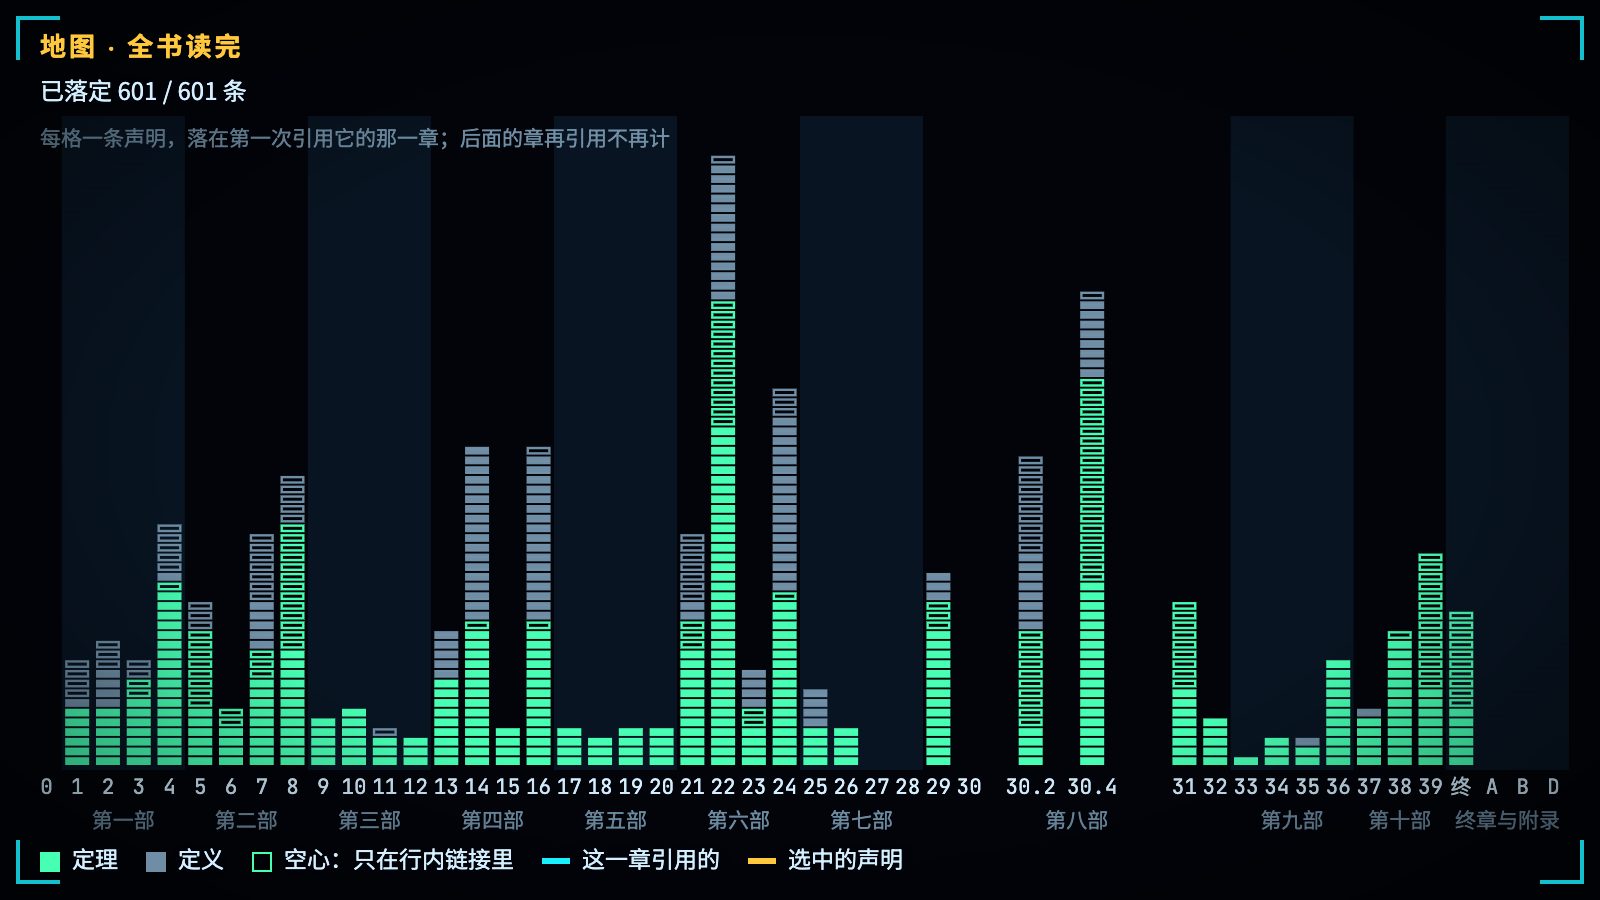 地图 · 全书读完
已落定 601 / 601 条
每格一条声明，落在第一次引用它的那一章；后面的章再引用不再计
0 1 2 3 4 5 6 7 8 9 10 11 12 13 14 15 16 17 18 19 20 21 22 23 24 25 26 27 28 29 30 30.2 30.4 31 32 33 34 35 36 37 38 39 终 A B D
第一部 第二部 第三部 第四部 第五部 第六部 第七部 第八部 第九部 第十部 终章与附录
定理 定义 空心：只在行内链接里 这一章引用的 选中的声明